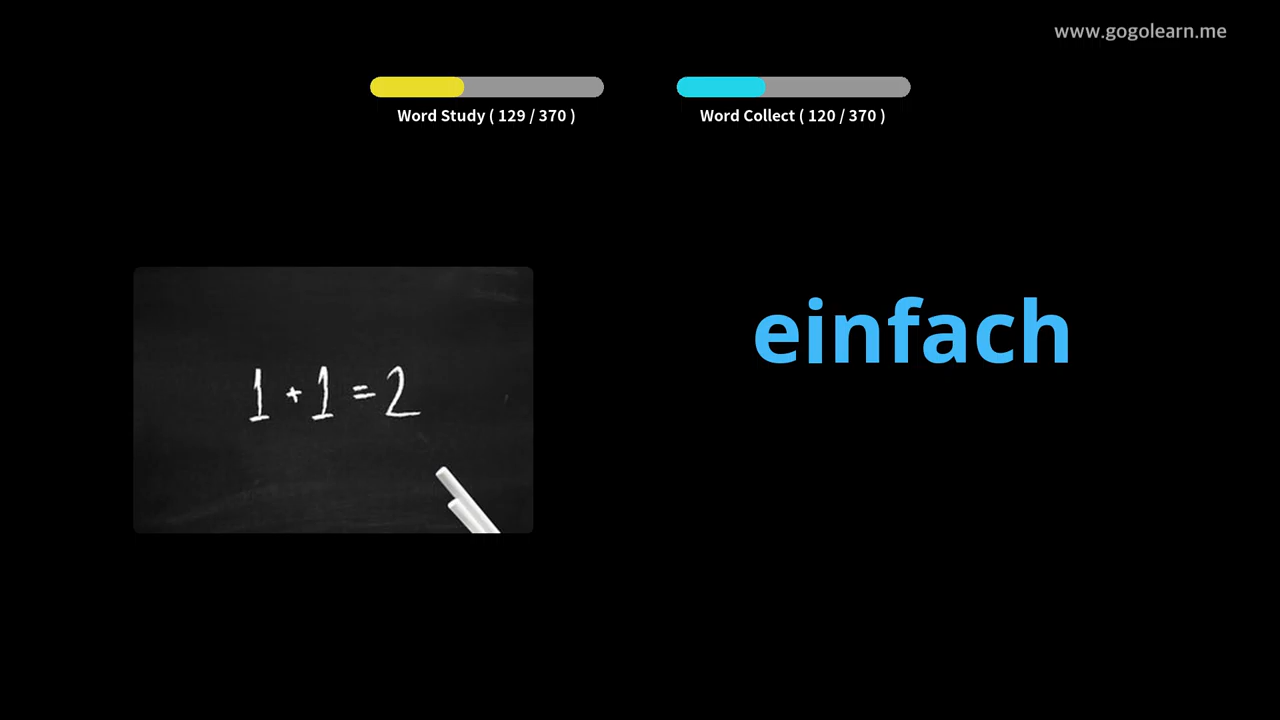 www.gogolearn.me
Word Study ( 129 / 370 )
Word Collect ( 120 / 370 )
einfach
1 + 1 = 2